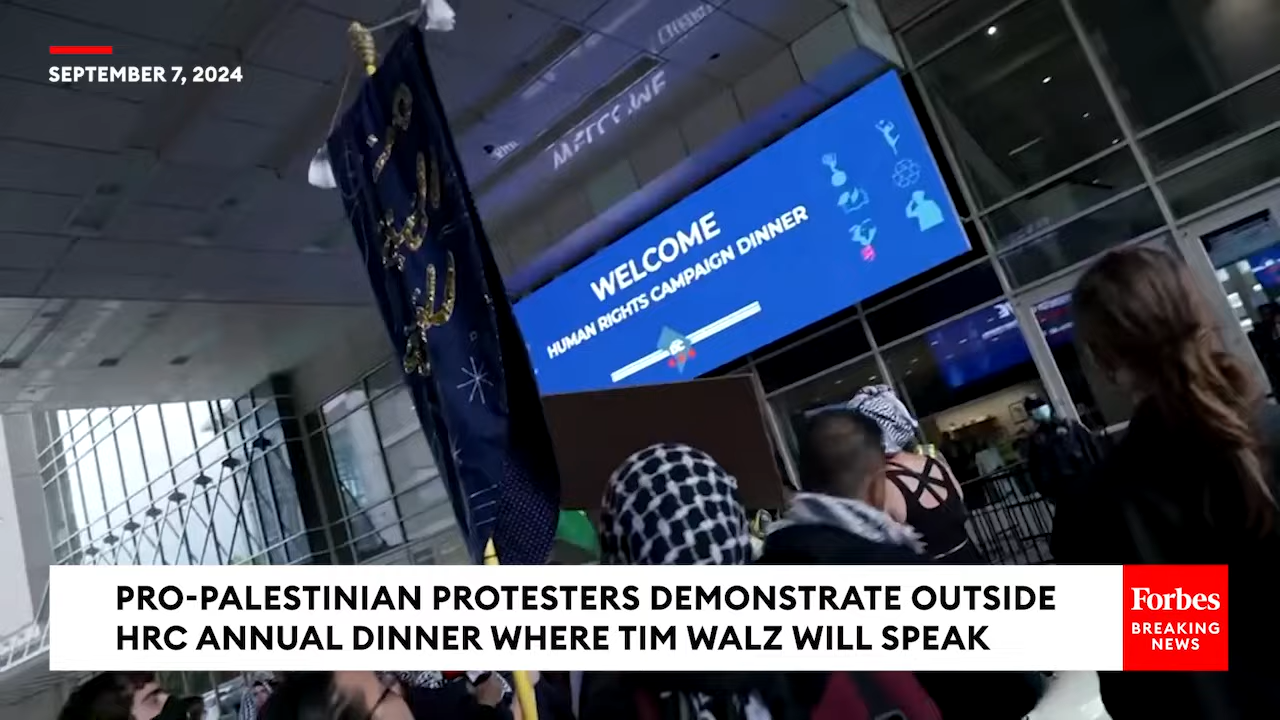 SEPTEMBER 7, 2024
WELCOME
HUMAN RIGHTS CAMPAIGN DINNER
PRO-PALESTINIAN PROTESTERS DEMONSTRATE OUTSIDE
HRC ANNUAL DINNER WHERE TIM WALZ WILL SPEAK
Forbes
BREAKING
NEWS